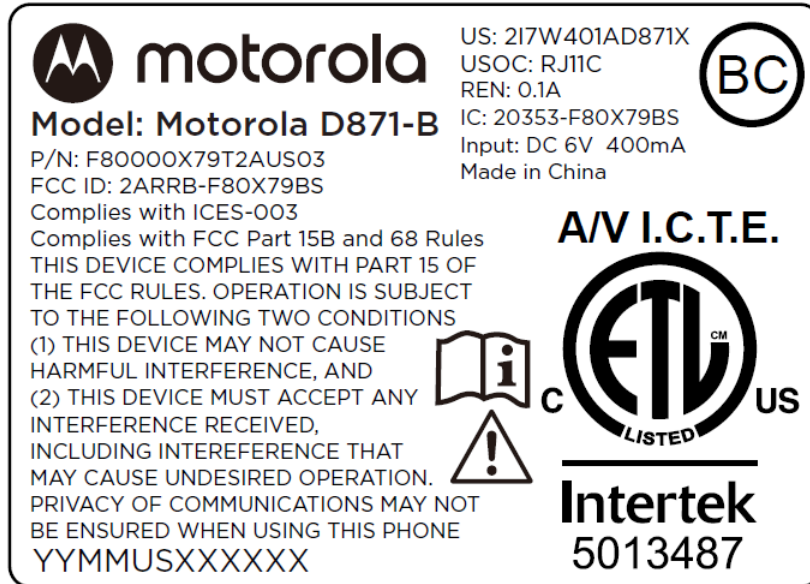 motorola
Model: Motorola D871-B
P/N: F80000X79T2AUS03
FCC ID: 2ARRB-F80X79BS
Complies with ICES-003
Complies with FCC Part 15B and 68 Rules
THIS DEVICE COMPLIES WITH PART 15 OF
THE FCC RULES. OPERATION IS SUBJECT
TO THE FOLLOWING TWO CONDITIONS
(1) THIS DEVICE MAY NOT CAUSE
HARMFUL INTERFERENCE, AND
(2) THIS DEVICE MUST ACCEPT ANY
INTERFERENCE RECEIVED,
INCLUDING INTEREFERENCE THAT
MAY CAUSE UNDESIRED OPERATION.
PRIVACY OF COMMUNICATIONS MAY NOT
BE ENSURED WHEN USING THIS PHONE
YYMMUSXXXXXX
US: 2I7W401AD871X
USOC: RJ11C
REN: 0.1A
IC: 20353-F80X79BS
Input: DC 6V 400mA
Made in China
BC
A/V I.C.T.E.
ETL CM
C US
LISTED
Intertek
5013487